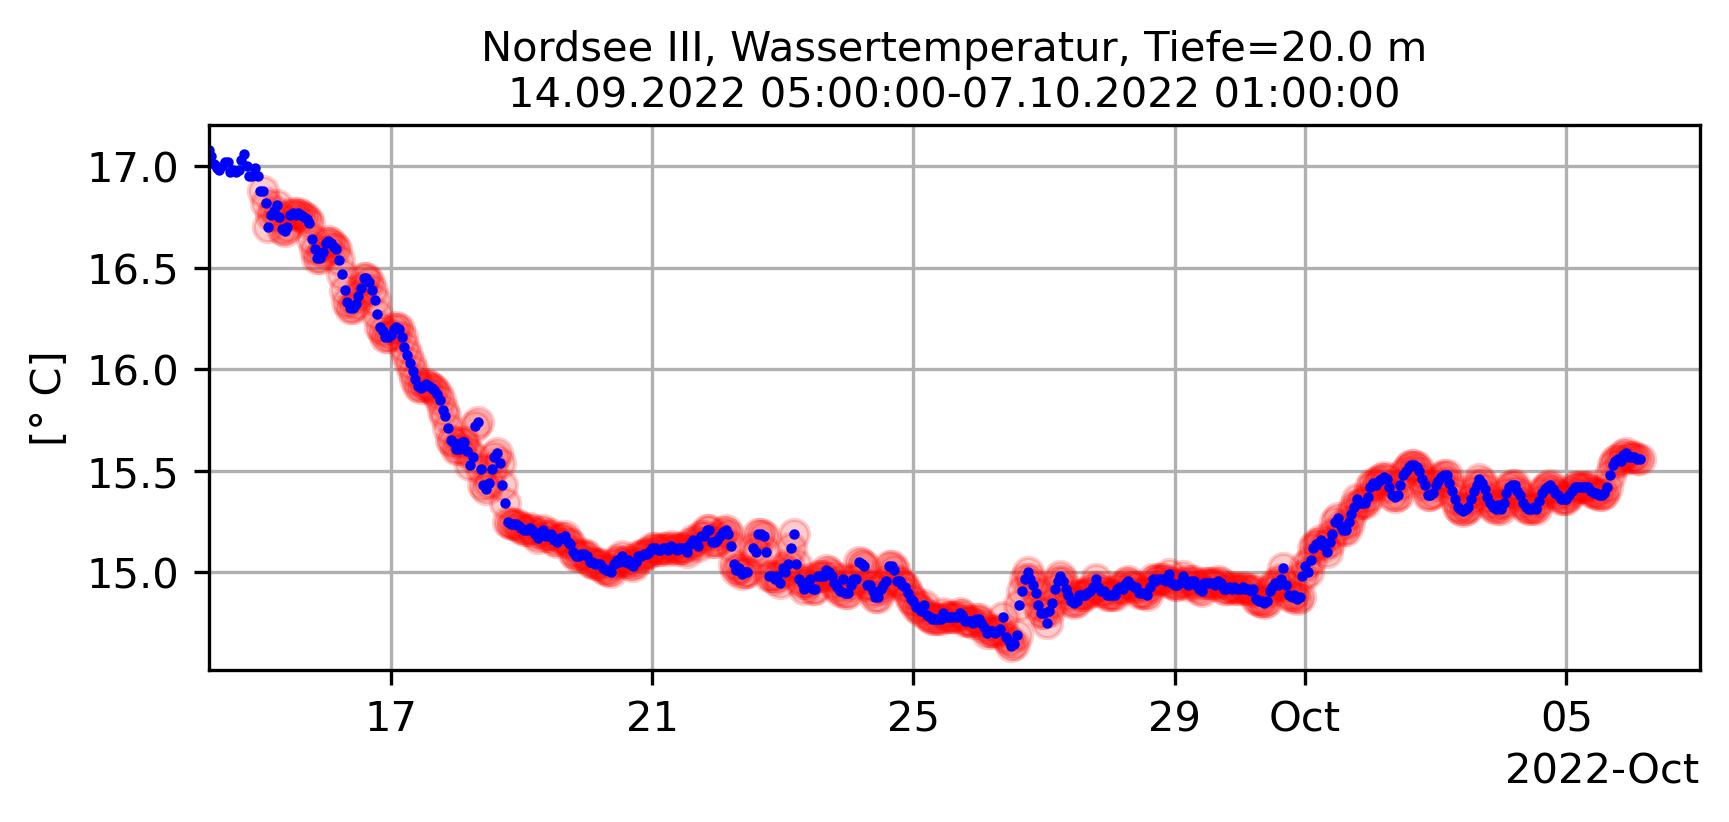 Nordsee III, Wassertemperatur, Tiefe=20.0 m
14.09.2022 05:00:00-07.10.2022 01:00:00
[° C]
17.0
16.5
16.0
15.5
15.0
17 21 25 29 Oct 05
2022-Oct